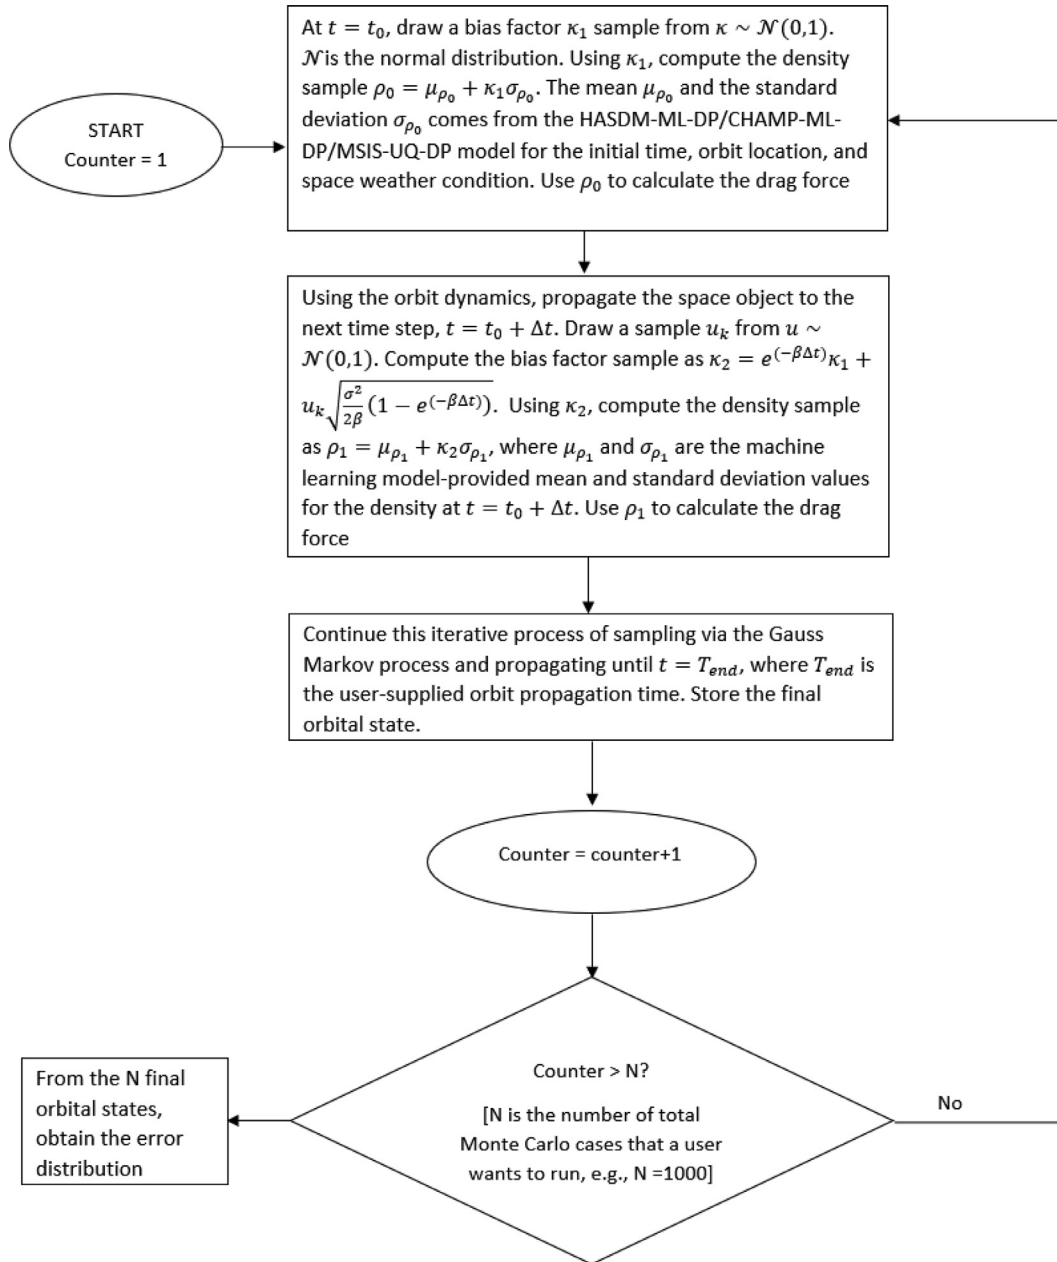 START
Counter = 1
At 𝑡 = 𝑡₀, draw a bias factor 𝜅₁ sample from 𝜅 ~ 𝒩(0,1).
𝒩 is the normal distribution. Using 𝜅₁, compute the density
sample 𝜌₀ = 𝜇_𝜌₀ + 𝜅₁𝜎_𝜌₀. The mean 𝜇_𝜌₀ and the standard
deviation 𝜎_𝜌₀ comes from the HASDM-ML-DP/CHAMP-ML-
DP/MSIS-UQ-DP model for the initial time, orbit location, and
space weather condition. Use 𝜌₀ to calculate the drag force
Using the orbit dynamics, propagate the space object to the
next time step, 𝑡 = 𝑡₀ + Δ𝑡. Draw a sample 𝑢ₖ from 𝑢 ~
𝒩(0,1). Compute the bias factor sample as 𝜅₂ = 𝑒^(−𝛽Δ𝑡)𝜅₁ +
𝑢ₖ√(𝜎²/2𝛽 (1 − 𝑒^(−𝛽Δ𝑡))). Using 𝜅₂, compute the density sample
as 𝜌₁ = 𝜇_𝜌₁ + 𝜅₂𝜎_𝜌₁, where 𝜇_𝜌₁ and 𝜎_𝜌₁ are the machine
learning model-provided mean and standard deviation values
for the density at 𝑡 = 𝑡₀ + Δ𝑡. Use 𝜌₁ to calculate the drag
force
Continue this iterative process of sampling via the Gauss
Markov process and propagating until 𝑡 = 𝑇_𝑒𝑛𝑑, where 𝑇_𝑒𝑛𝑑 is
the user-supplied orbit propagation time. Store the final
orbital state.
Counter = counter+1
Counter > N?
[N is the number of total
Monte Carlo cases that a user
wants to run, e.g., N =1000]
No
From the N final
orbital states,
obtain the error
distribution